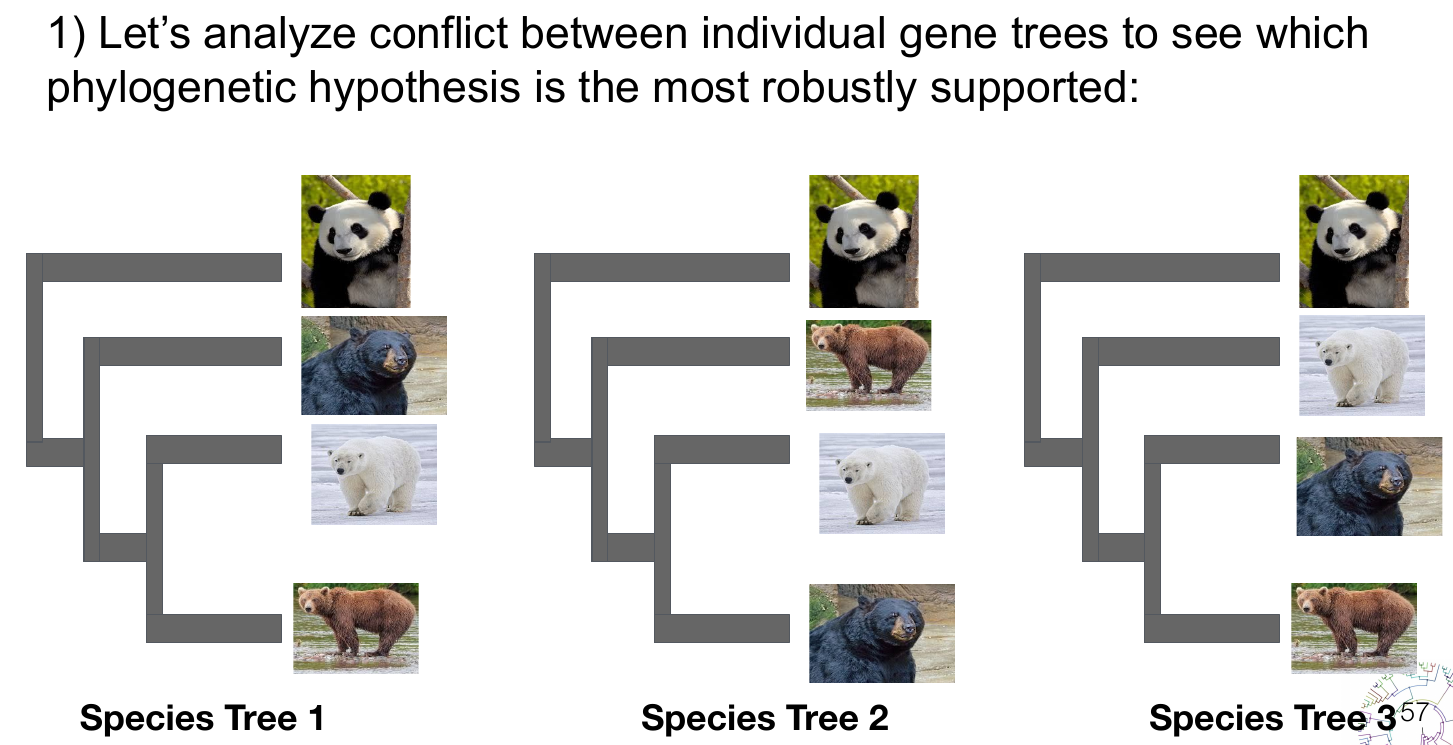 1) Let’s analyze conflict between individual gene trees to see which
phylogenetic hypothesis is the most robustly supported:
Species Tree 1
Species Tree 2
Species Tree 3
57